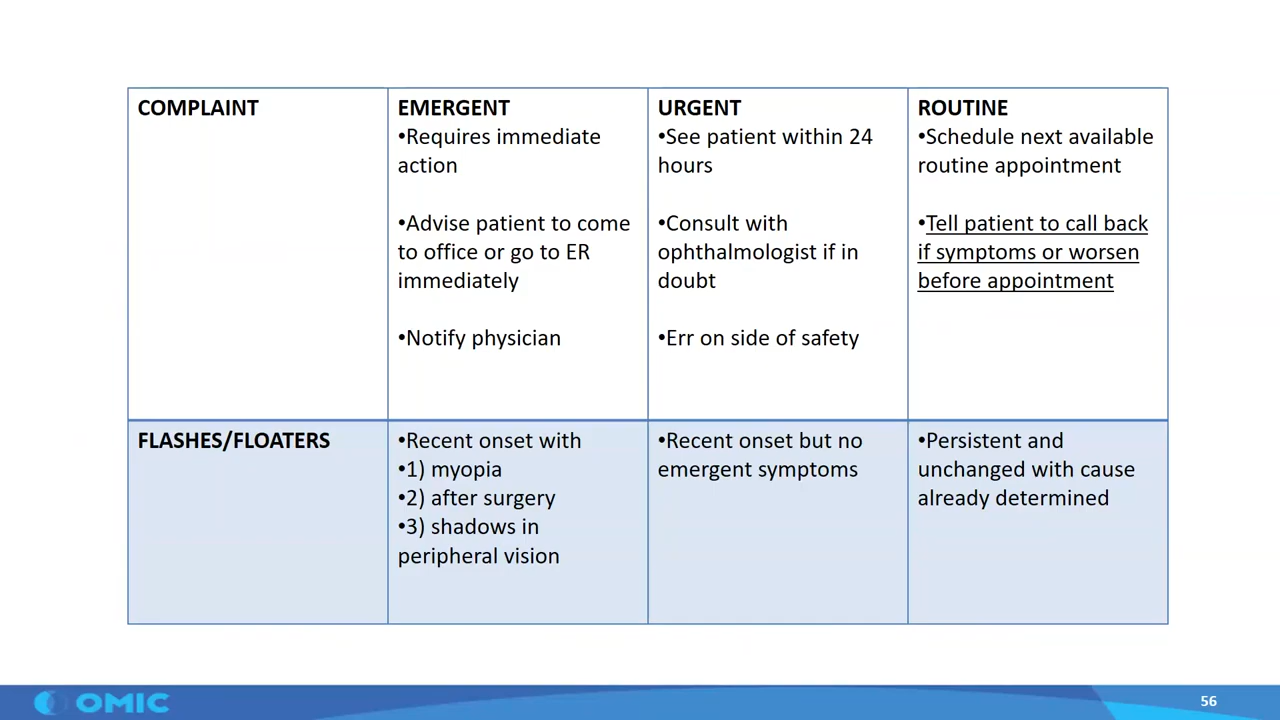 COMPLAINT
EMERGENT
•Requires immediate
action
•Advise patient to come
to office or go to ER
immediately
•Notify physician
URGENT
•See patient within 24
hours
•Consult with
ophthalmologist if in
doubt
•Err on side of safety
ROUTINE
•Schedule next available
routine appointment
•Tell patient to call back
if symptoms or worsen
before appointment
FLASHES/FLOATERS
•Recent onset with
•1) myopia
•2) after surgery
•3) shadows in
peripheral vision
•Recent onset but no
emergent symptoms
•Persistent and
unchanged with cause
already determined
OMIC
56